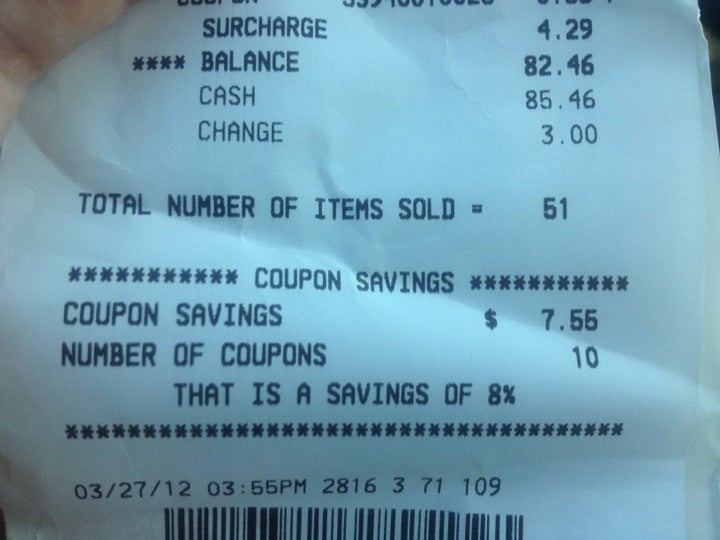 SURCHARGE 4.29
**** BALANCE 82.46
CASH 85.46
CHANGE 3.00
TOTAL NUMBER OF ITEMS SOLD = 51
*********** COUPON SAVINGS ***********
COUPON SAVINGS $ 7.55
NUMBER OF COUPONS 10
THAT IS A SAVINGS OF 8%
**************************************
03/27/12 03:55PM 2816 3 71 109